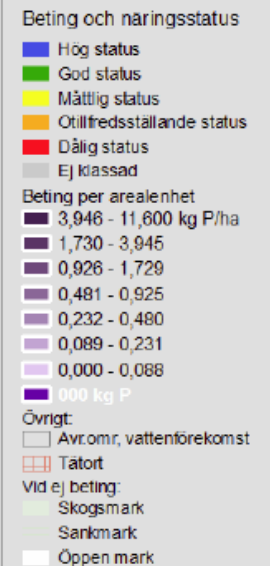 Beting och näringsstatus
Hög status
God status
Måttlig status
Otillfredsställande status
Dålig status
Ej klassad
Beting per arealenhet
3,946 - 11,600 kg P/ha
1,730 - 3,945
0,926 - 1,729
0,481 - 0,925
0,232 - 0,480
0,089 - 0,231
0,000 - 0,088
000 kg P
Övrigt:
Avr.omr, vattenförekomst
Tätort
Vid ej beting:
Skogsmark
Sankmark
Öppen mark